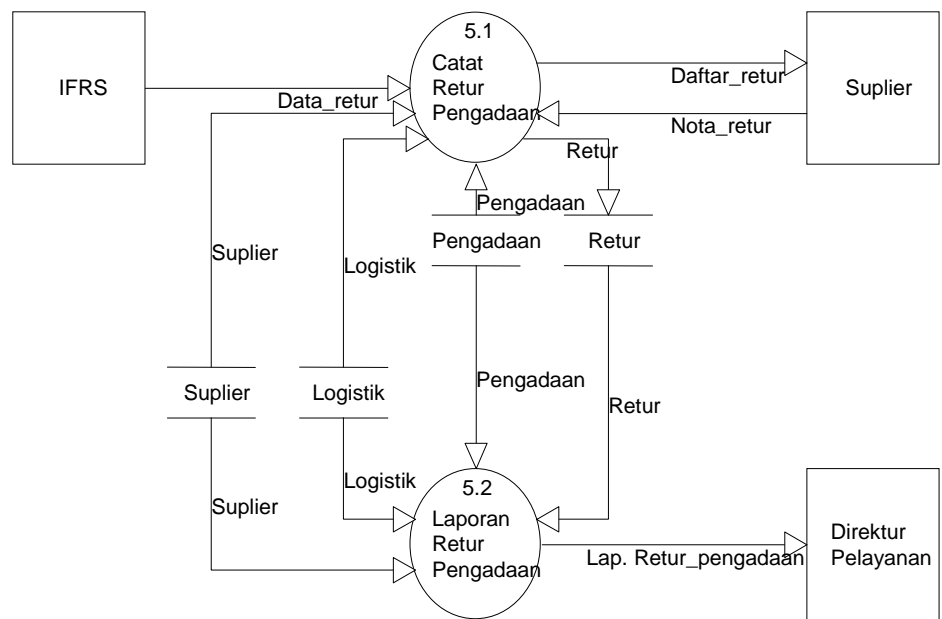 5.1
Catat
Retur
Pengadaan
IFRS
Suplier
Daftar_retur
Data_retur
Nota_retur
Retur
Pengadaan
Pengadaan
Retur
Suplier
Logistik
Pengadaan
Suplier
Logistik
Retur
Logistik
Suplier
5.2
Laporan
Retur
Pengadaan
Lap. Retur_pengadaan
Direktur
Pelayanan